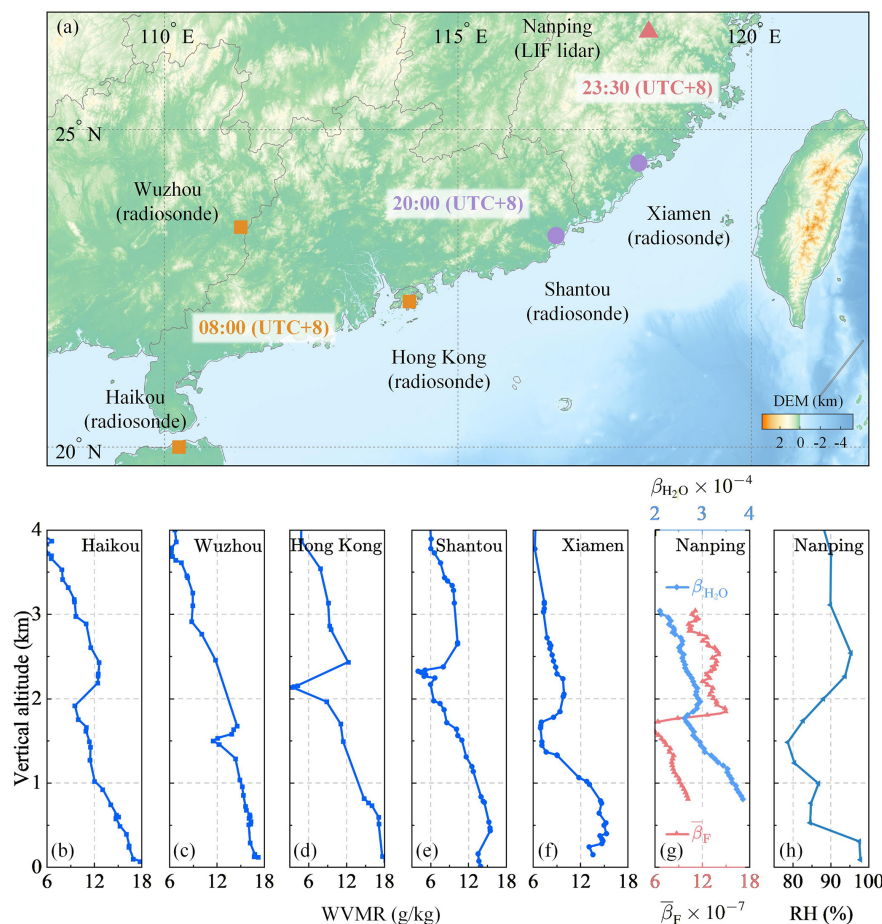 (a)
110° E
115° E
120° E
Nanping
(LIF lidar)
23:30 (UTC+8)
25° N
Wuzhou
(radiosonde)
20:00 (UTC+8)
Xiamen
(radiosonde)
Shantou
(radiosonde)
08:00 (UTC+8)
Hong Kong
(radiosonde)
Haikou
(radiosonde)
DEM (km)
2 0 -2 -4
20° N
β_H₂O × 10⁻⁴
2 3 4
4
3
2
1
0
Vertical altitude (km)
Haikou
Wuzhou
Hong Kong
Shantou
Xiamen
Nanping
Nanping
β_H₂O
β̅_F
(b)
(c)
(d)
(e)
(f)
(g)
(h)
6 12 18
6 12 18
6 12 18
6 12 18
6 12 18
6 10 14
80 90 100
WVMR (g/kg)
β̅_F × 10⁻⁷
RH (%)